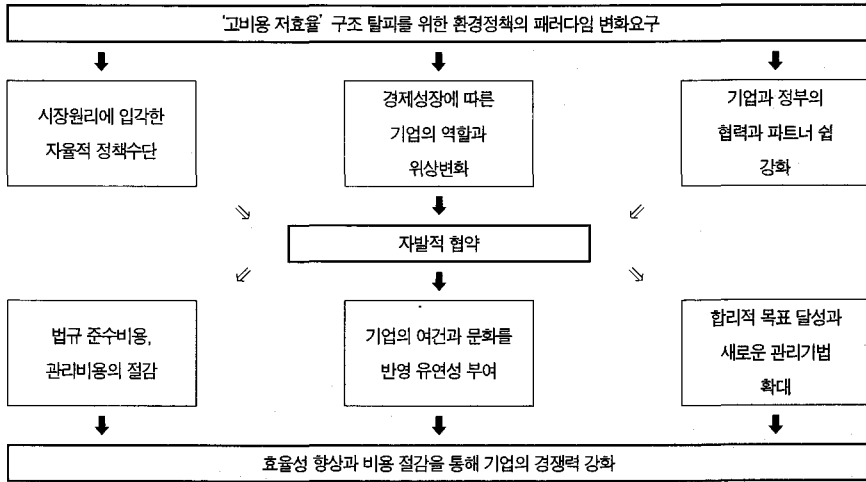 '고비용 저효율' 구조 탈피를 위한 환경정책의 패러다임 변화요구
시장원리에 입각한
자율적 정책수단
경제성장에 따른
기업의 역할과
위상변화
기업과 정부의
협력과 파트너 쉽
강화
자발적 협약
법규 준수비용,
관리비용의 절감
기업의 여건과 문화를
반영 유연성 부여
합리적 목표 달성과
새로운 관리기법
확대
효율성 향상과 비용 절감을 통해 기업의 경쟁력 강화